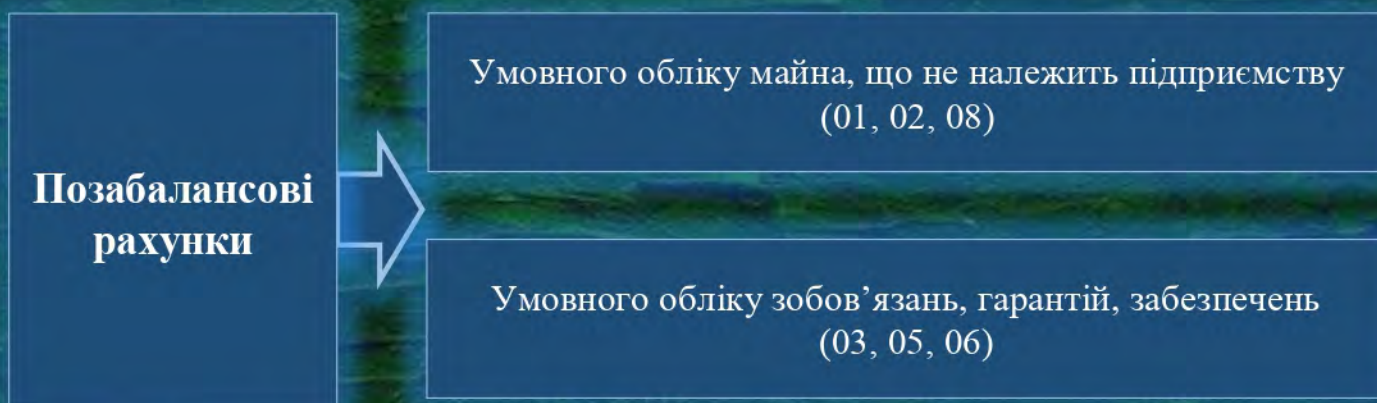 Позабалансові
рахунки
Умовного обліку майна, що не належить підприємству
(01, 02, 08)
Умовного обліку зобов’язань, гарантій, забезпечень
(03, 05, 06)